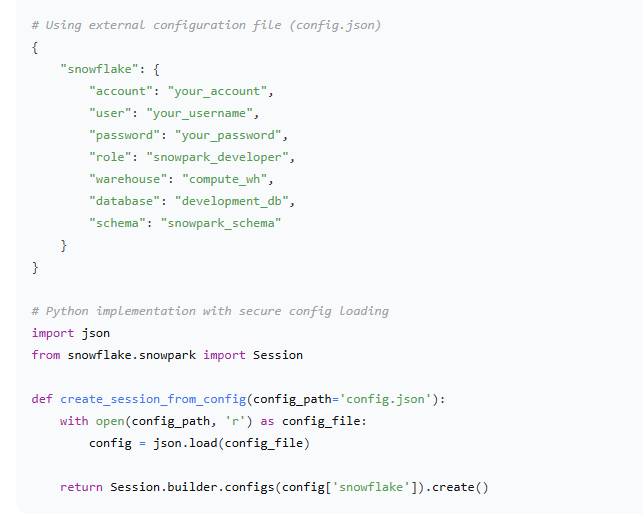 # Using external configuration file (config.json)
{
    "snowflake": {
        "account": "your_account",
        "user": "your_username",
        "password": "your_password",
        "role": "snowpark_developer",
        "warehouse": "compute_wh",
        "database": "development_db",
        "schema": "snowpark_schema"
    }
}

# Python implementation with secure config loading
import json
from snowflake.snowpark import Session

def create_session_from_config(config_path='config.json'):
    with open(config_path, 'r') as config_file:
        config = json.load(config_file)

    return Session.builder.configs(config['snowflake']).create()